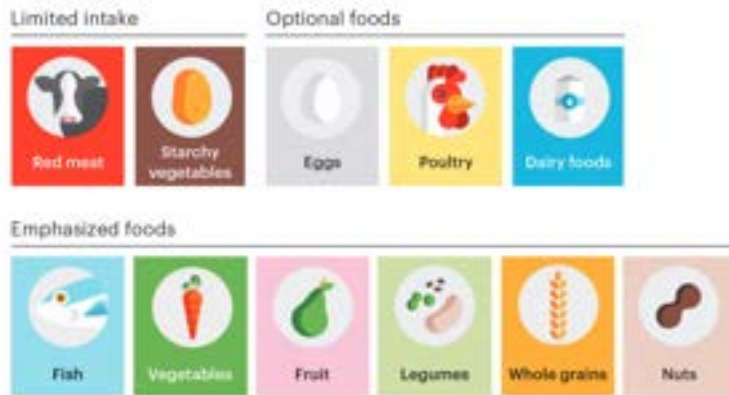 Limited intake
Optional foods
Red meat
Starchy
vegetables
Eggs
Poultry
Dairy foods
Emphasized foods
Fish
Vegetables
Fruit
Legumes
Whole grains
Nuts